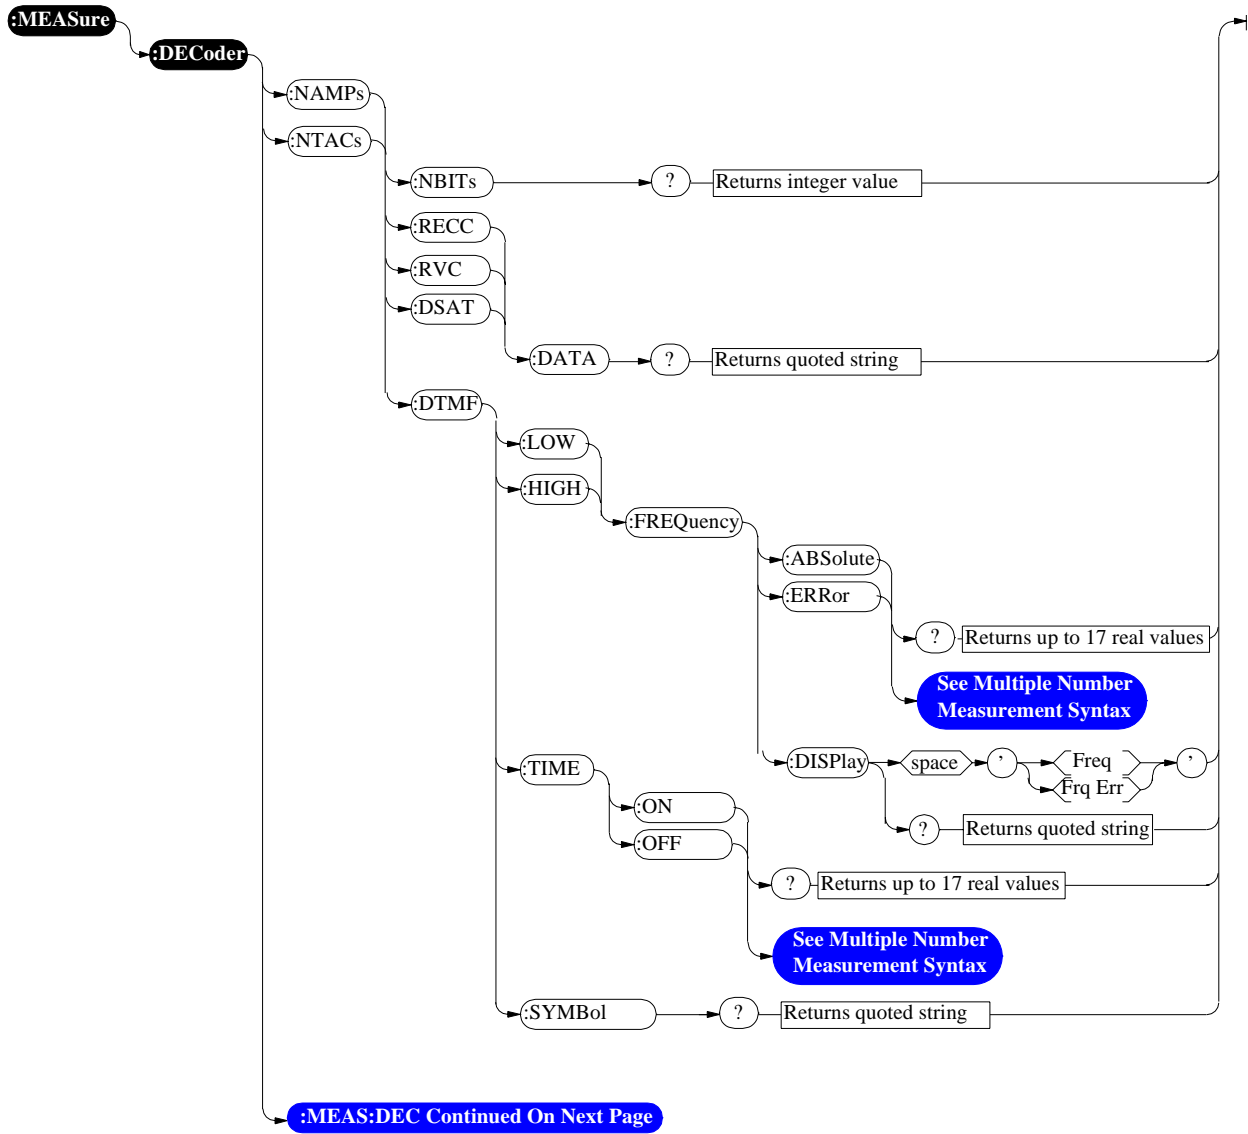 :MEASure
:DECoder
:NAMPs
:NTACs
:NBITs ? Returns integer value
:RECC
:RVC
:DSAT
:DATA ? Returns quoted string
:DTMF
:LOW
:HIGH
:FREQuency
:ABSolute
:ERRor
? Returns up to 17 real values
See Multiple Number
Measurement Syntax
:DISPlay space ’ Freq ’
Frq Err
? Returns quoted string
:TIME
:ON
:OFF
? Returns up to 17 real values
See Multiple Number
Measurement Syntax
:SYMBol ? Returns quoted string
:MEAS:DEC Continued On Next Page